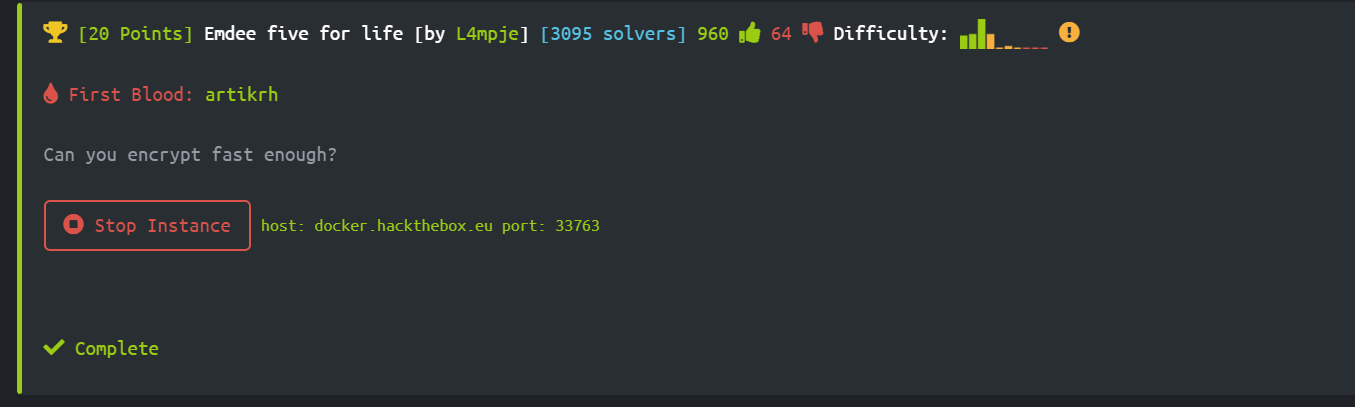 [20 Points] Emdee five for life [by L4mpje] [3095 solvers] 960 64 Difficulty:
First Blood: artikrh
Can you encrypt fast enough?
Stop Instance host: docker.hackthebox.eu port: 33763
Complete